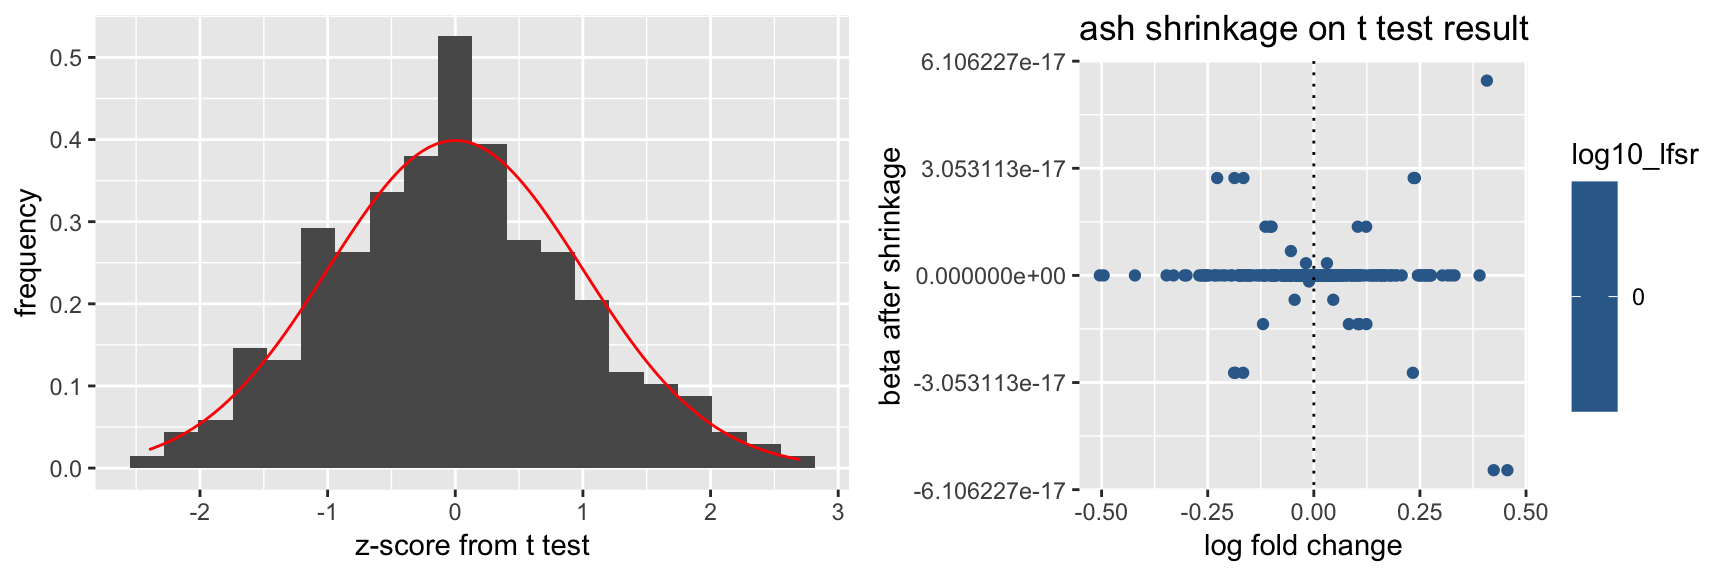 0.5
0.4
0.3
0.2
0.1
0.0
frequency
-2
-1
0
1
2
3
z-score from t test
ash shrinkage on t test result
6.106227e-17
3.053113e-17
0.000000e+00
-3.053113e-17
-6.106227e-17
beta after shrinkage
-0.50
-0.25
0.00
0.25
0.50
log fold change
log10_lfsr
0